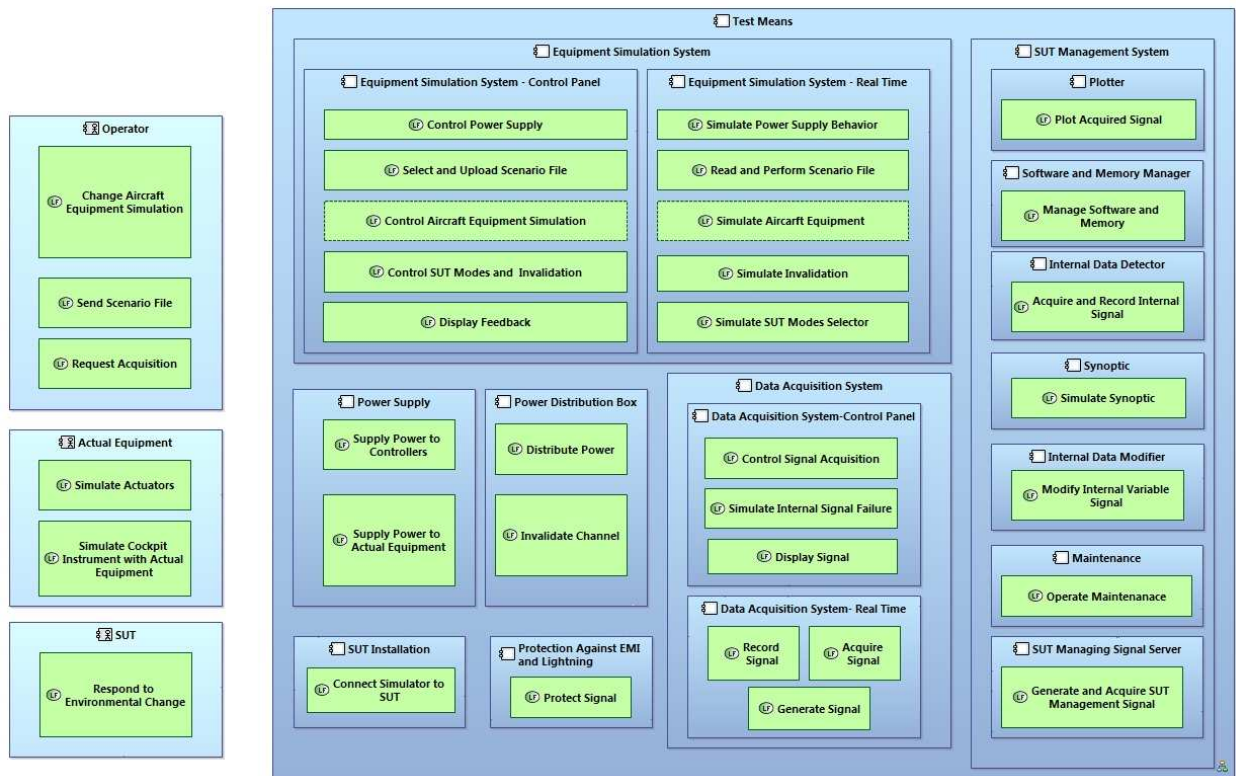 Test Means
Equipment Simulation System
Equipment Simulation System - Control Panel
Control Power Supply
Select and Upload Scenario File
Control Aircraft Equipment Simulation
Control SUT Modes and Invalidation
Display Feedback
Equipment Simulation System - Real Time
Simulate Power Supply Behavior
Read and Perform Scenario File
Simulate Aircarft Equipment
Simulate Invalidation
Simulate SUT Modes Selector
SUT Management System
Plotter
Plot Acquired Signal
Software and Memory Manager
Manage Software and
Memory
Internal Data Detector
Acquire and Record Internal
Signal
Synoptic
Simulate Synoptic
Internal Data Modifier
Modify Internal Variable
Signal
Maintenance
Operate Maintenanace
SUT Managing Signal Server
Generate and Acquire SUT
Management Signal
Operator
Change Aircraft
Equipment Simulation
Send Scenario File
Request Acquisition
Actual Equipment
Simulate Actuators
Simulate Cockpit
Instrument with Actual
Equipment
SUT
Respond to
Environmental Change
Power Supply
Supply Power to
Controllers
Supply Power to
Actual Equipment
Power Distribution Box
Distribute Power
Invalidate Channel
Data Acquisition System
Data Acquisition System-Control Panel
Control Signal Acquisition
Simulate Internal Signal Failure
Display Signal
Data Acquisition System- Real Time
Record
Signal
Acquire
Signal
Generate Signal
SUT Installation
Connect Simulator to
SUT
Protection Against EMI
and Lightning
Protect Signal